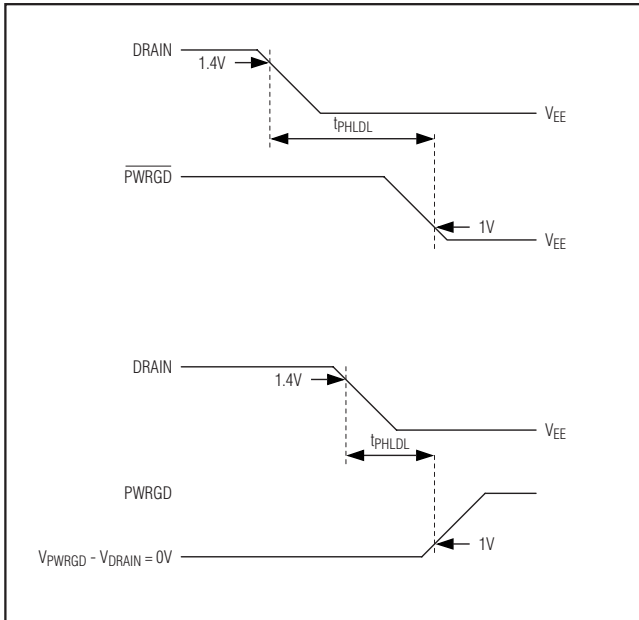 DRAIN
1.4V
VEE
tPHLDL
PWRGD
1V
VEE
DRAIN
1.4V
VEE
tPHLDL
PWRGD
1V
VPWRGD - VDRAIN = 0V